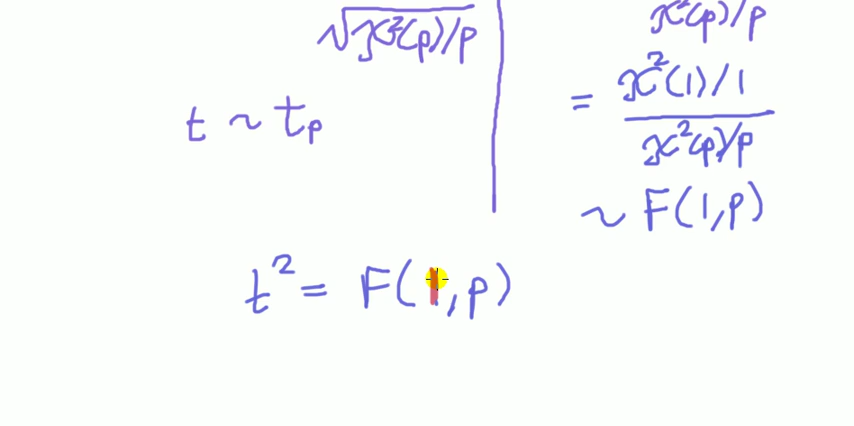 √χ²(p)/p
t ~ tp
χ²(p)/p
= χ²(1)/1
χ²(p)/p
~ F(1,p)
t² = F(1,p)